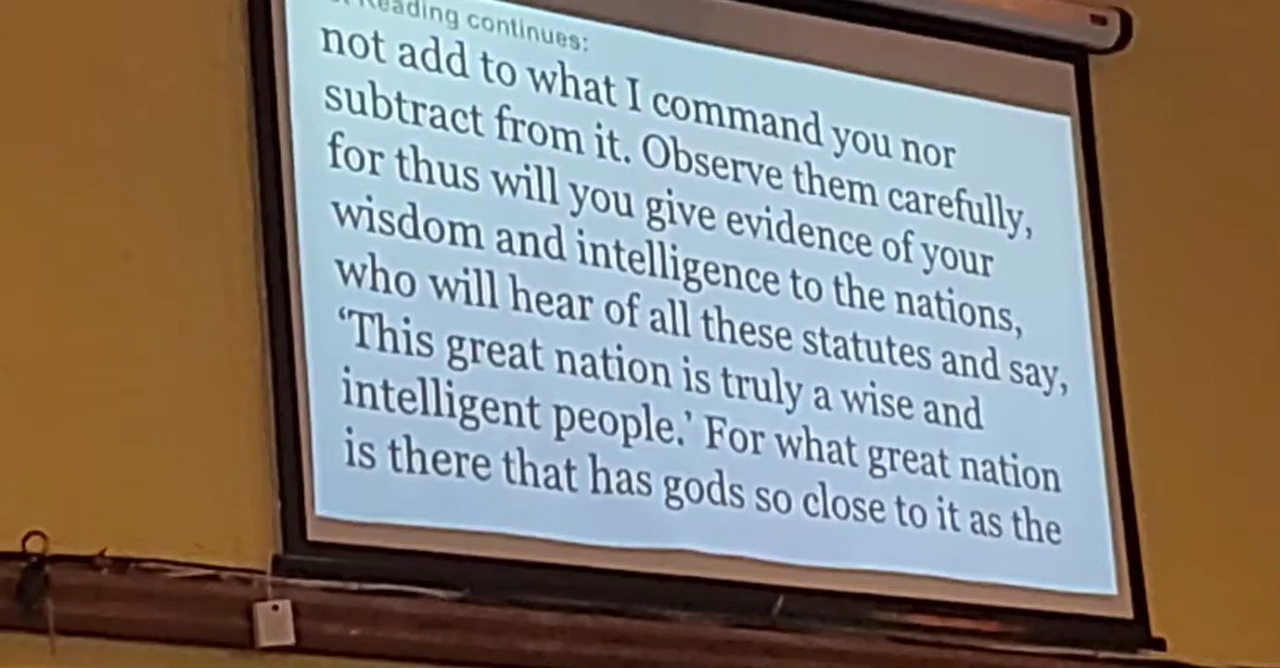 Reading continues:
not add to what I command you nor
subtract from it. Observe them carefully,
for thus will you give evidence of your
wisdom and intelligence to the nations,
who will hear of all these statutes and say,
‘This great nation is truly a wise and
intelligent people.’ For what great nation
is there that has gods so close to it as the